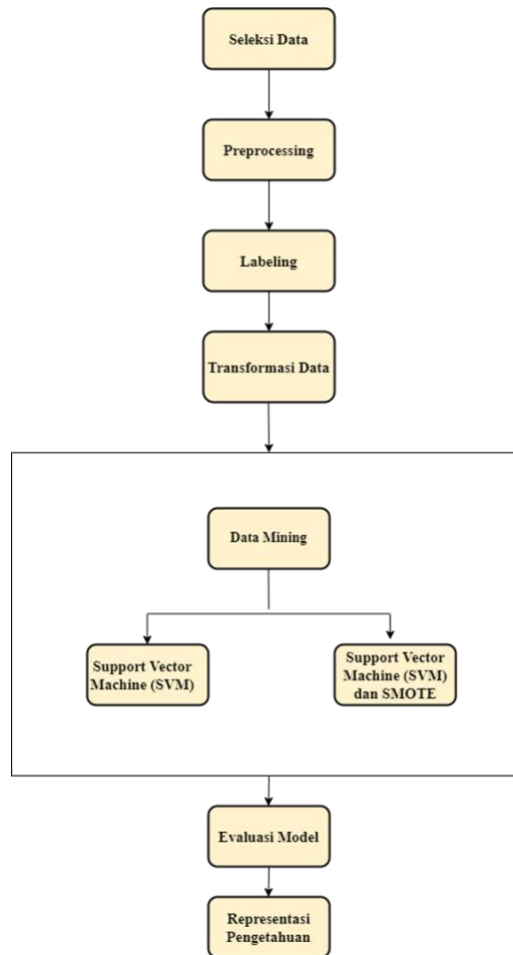 Seleksi Data
Preprocessing
Labeling
Transformasi Data
Data Mining
Support Vector
Machine (SVM)
Support Vector
Machine (SVM)
dan SMOTE
Evaluasi Model
Representasi
Pengetahuan